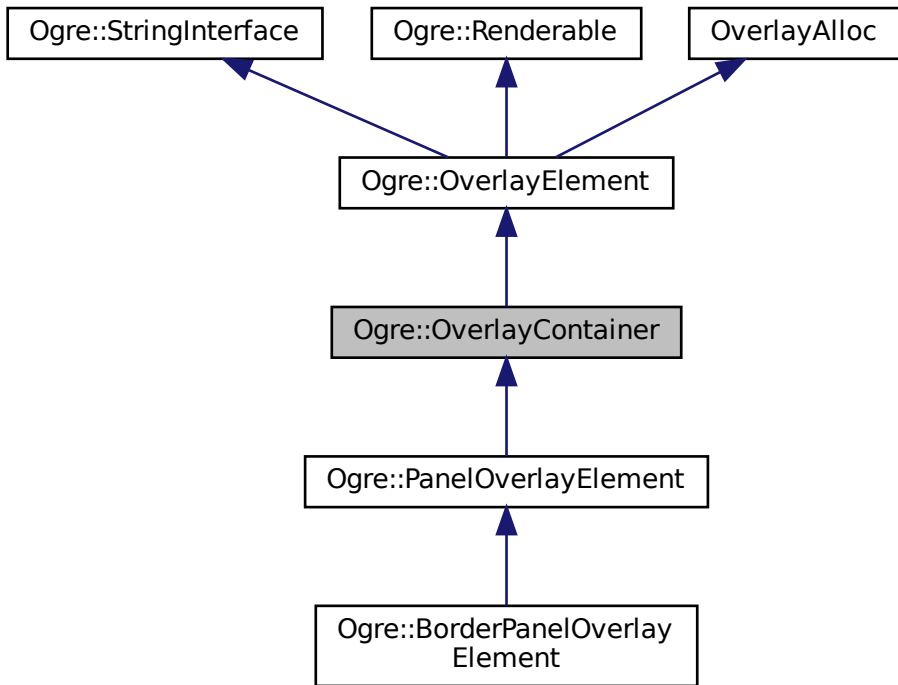 Ogre::StringInterface
Ogre::Renderable
OverlayAlloc
Ogre::OverlayElement
Ogre::OverlayContainer
Ogre::PanelOverlayElement
Ogre::BorderPanelOverlay
Element